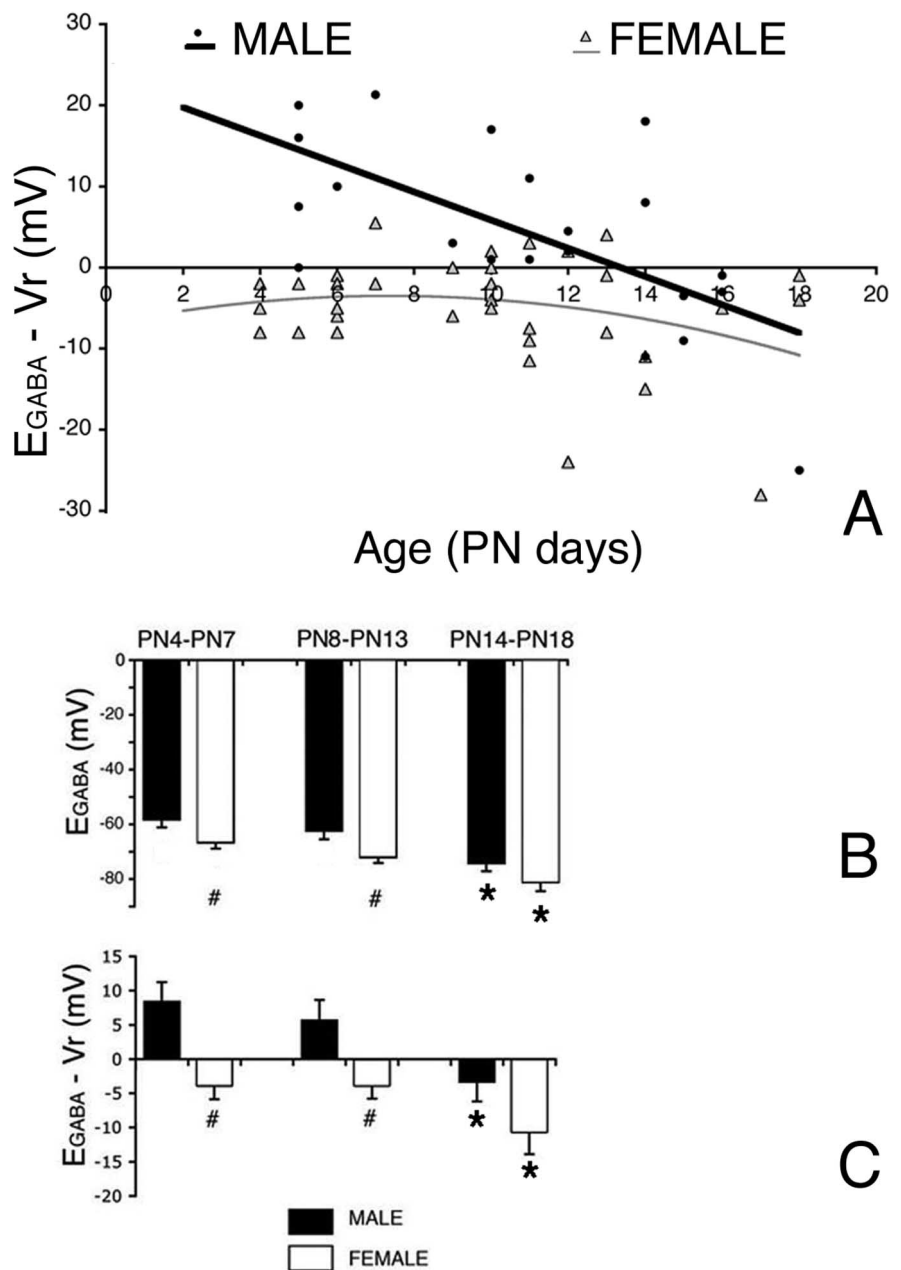 30
MALE
FEMALE
20
10
0
0 2 4 6 8 10 12 14 16 18 20
-10
-20
-30
EGABA - Vr (mV)
A
Age (PN days)
PN4-PN7 PN8-PN13 PN14-PN18
0
-20
-40
-60
-80
EGABA (mV)
# # * *
B
15
10
5
0
-5
-10
-15
-20
EGABA - Vr (mV)
# # * *
C
MALE
FEMALE